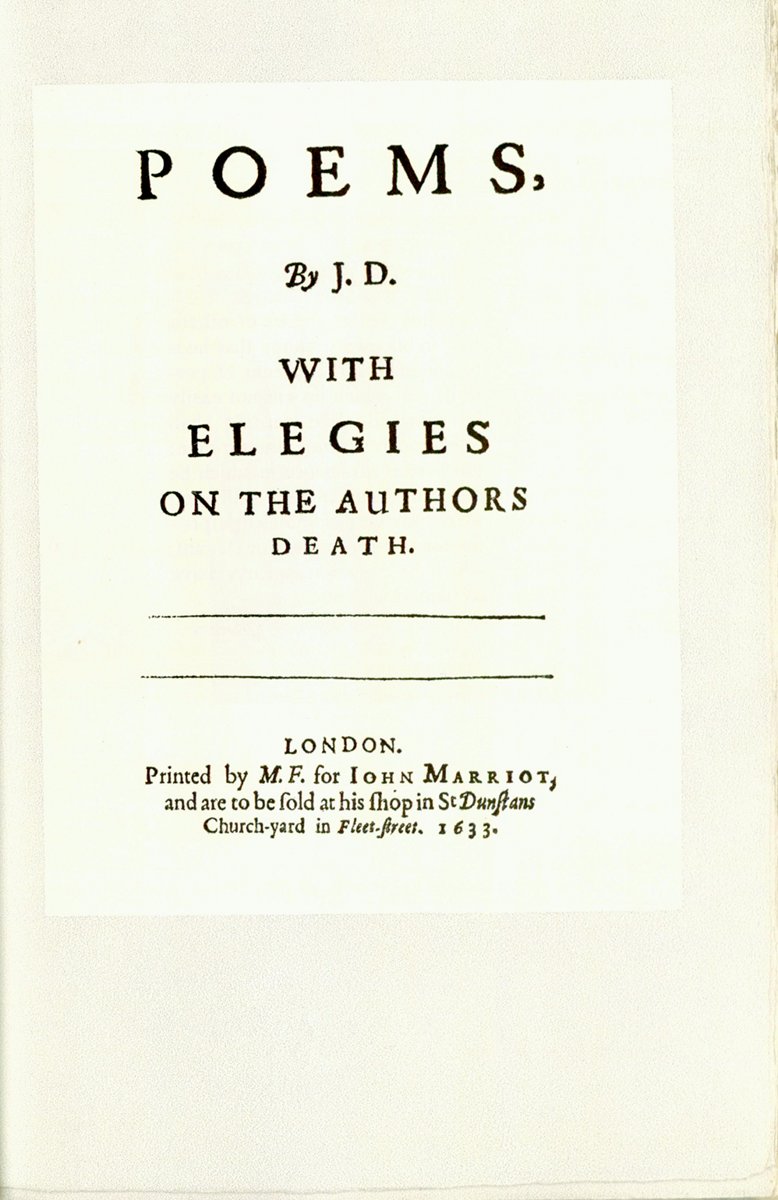 POEMS,
By J. D.
WITH
ELEGIES
ON THE AUTHORS
DEATH.
LONDON.
Printed by M. F. for IOHN MARRIOT,
and are to be ſold at his ſhop in St Dunſtans
Church-yard in Fleet-ſtreet. 1633.